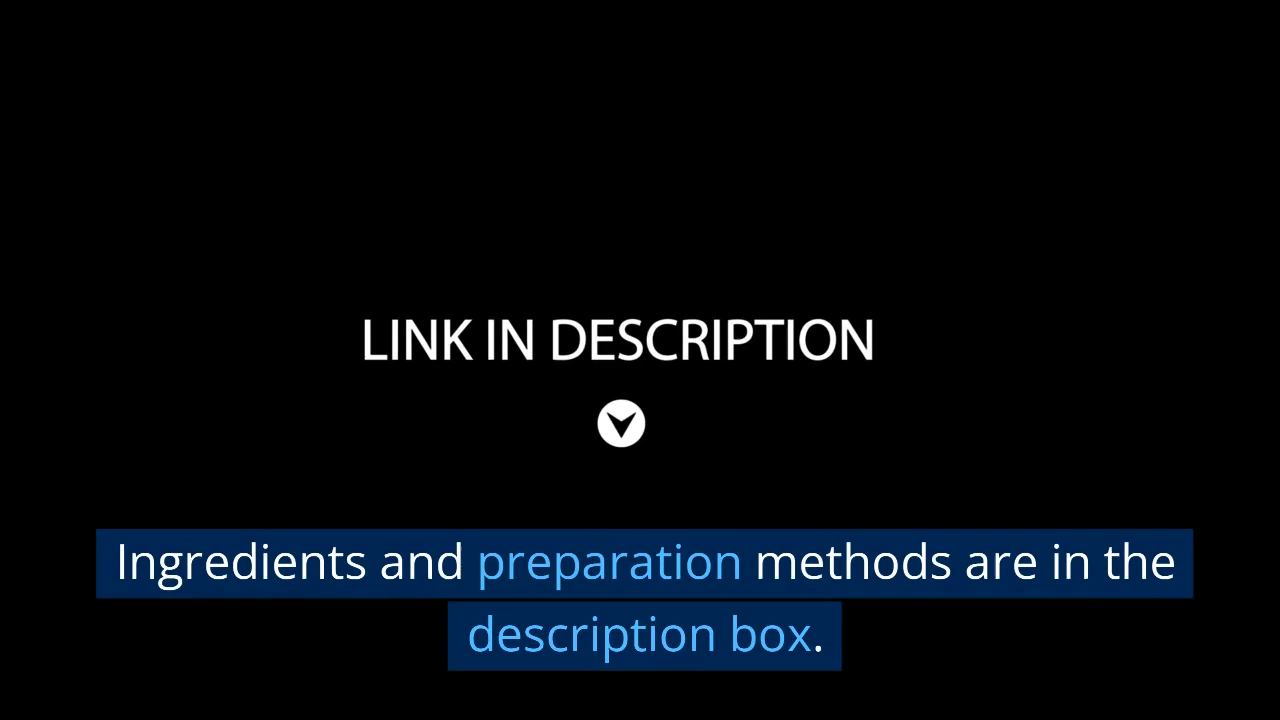 LINK IN DESCRIPTION
Ingredients and preparation methods are in the
description box.